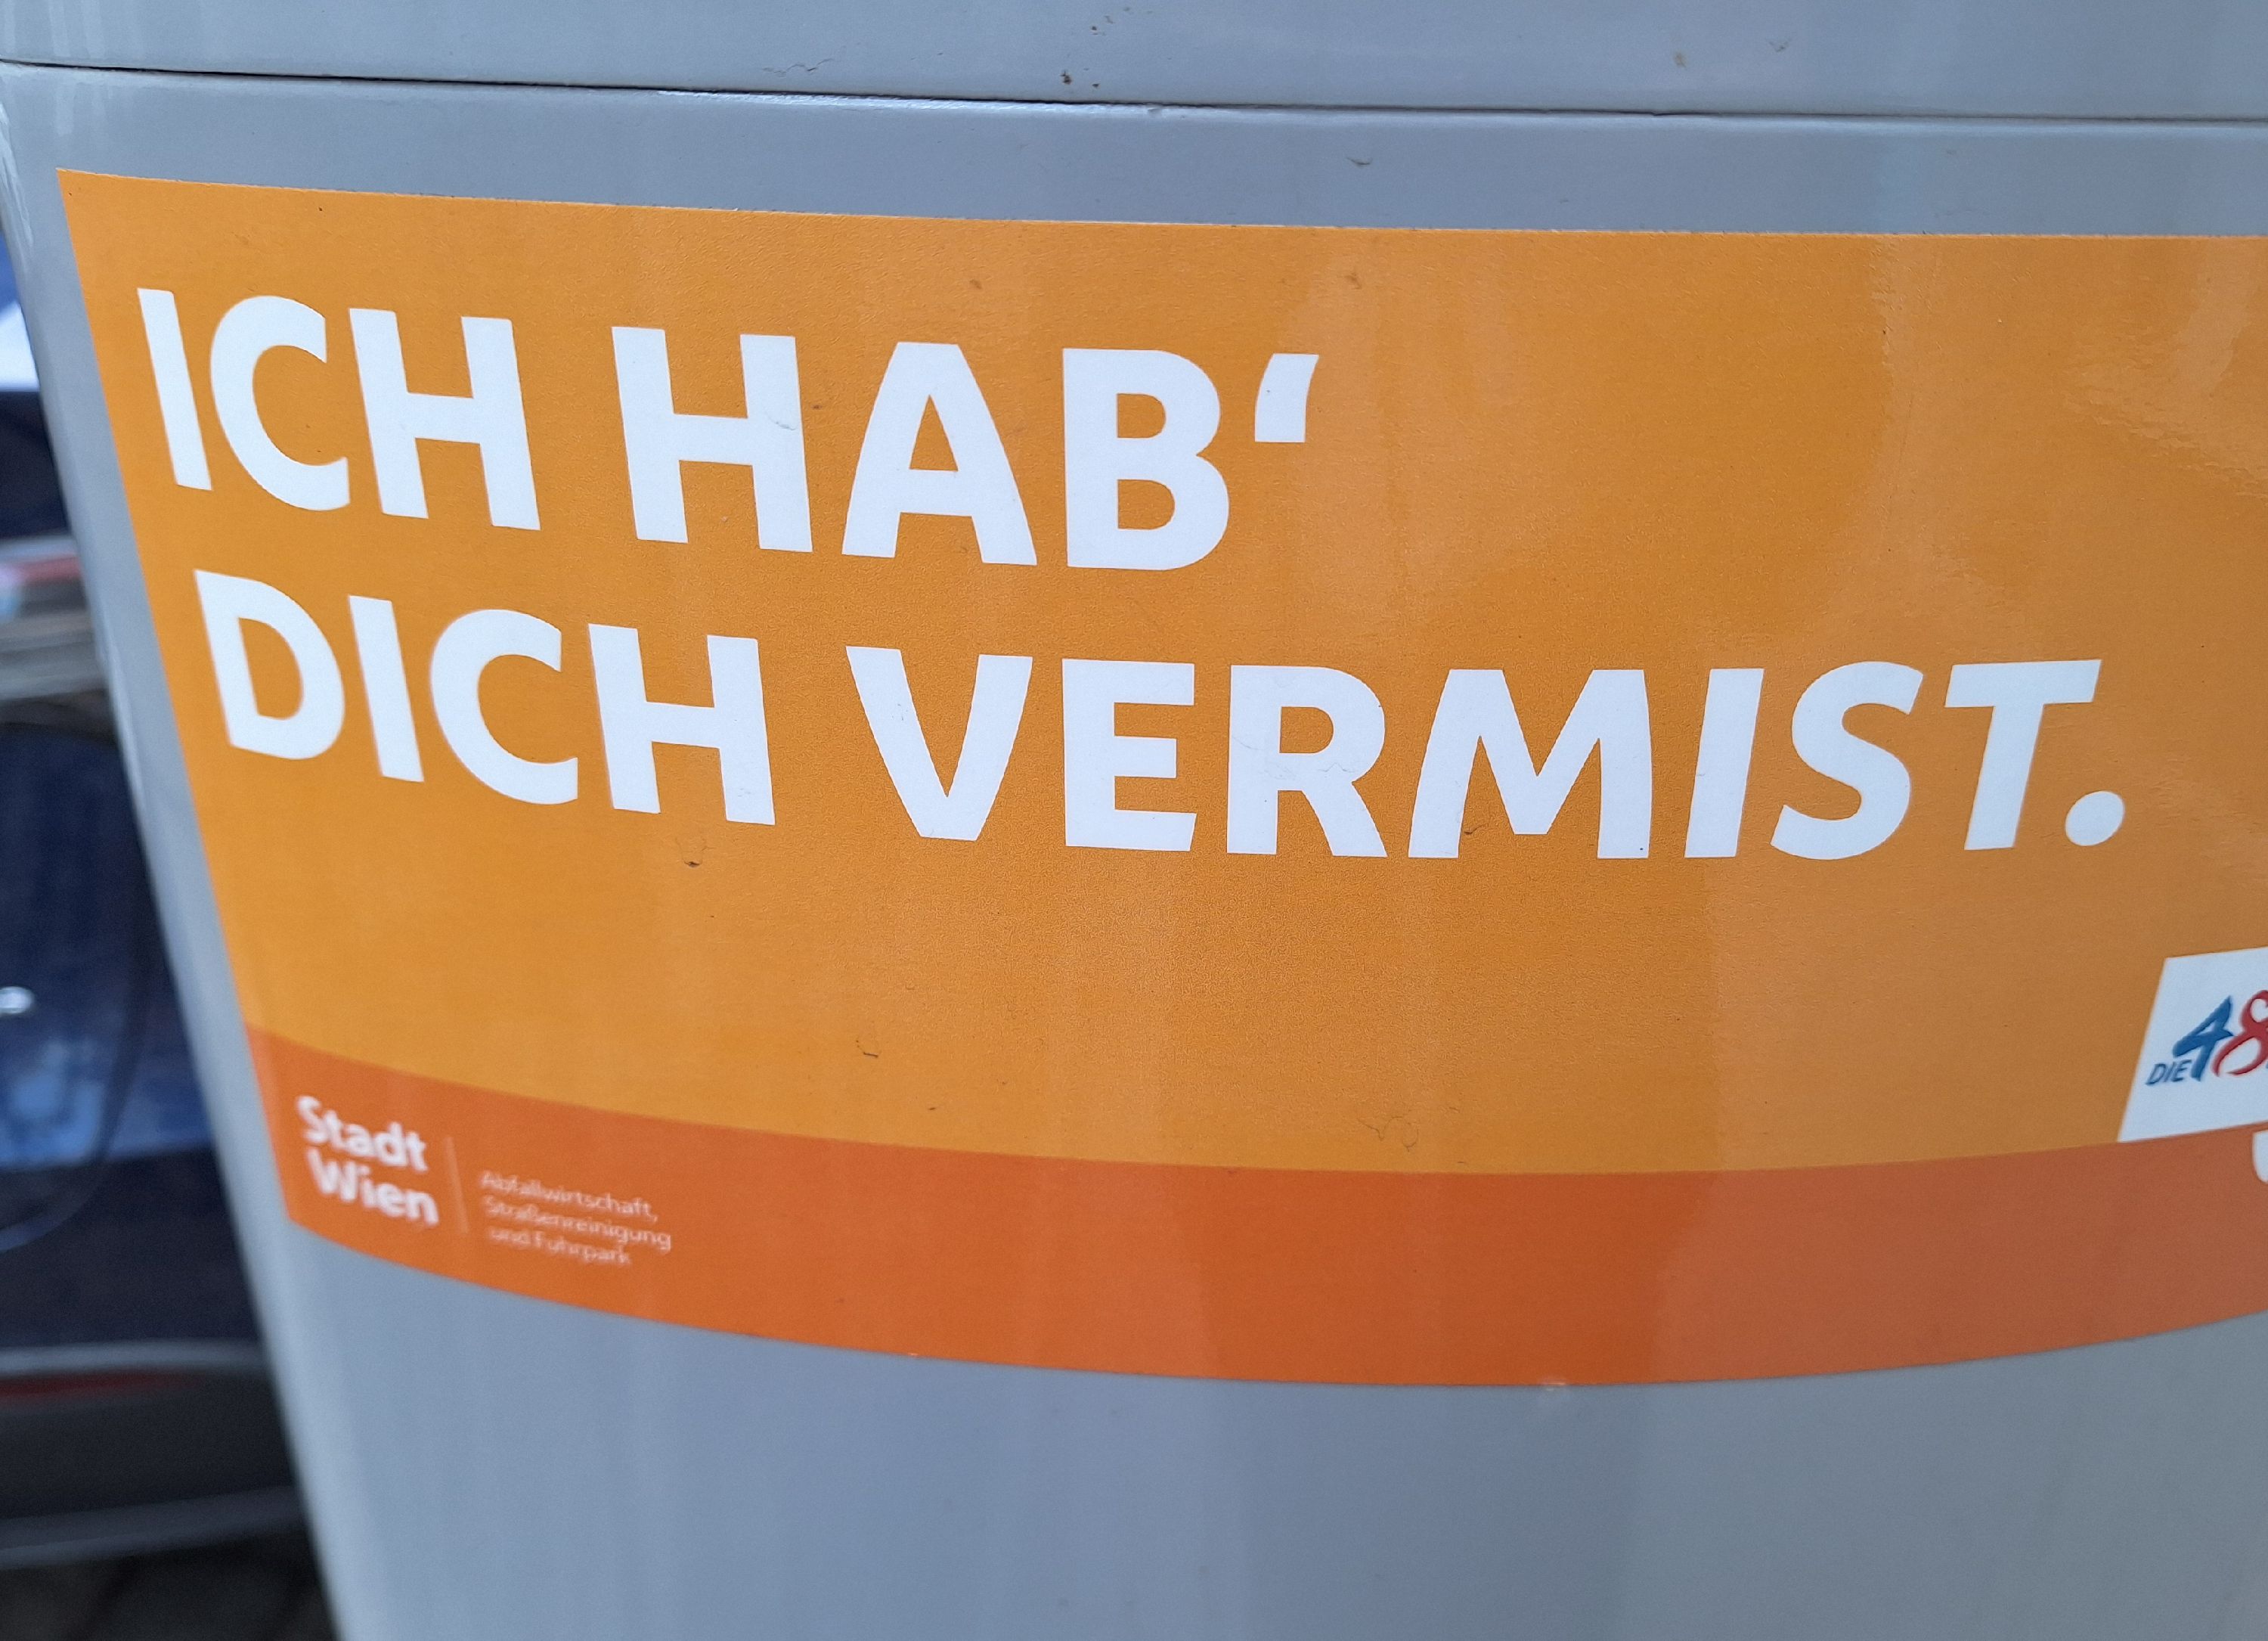 ICH HAB‘
DICH VERMIST.
DIE 48
Stadt
Wien
Abfallwirtschaft,
Straßenreinigung
und Fuhrpark